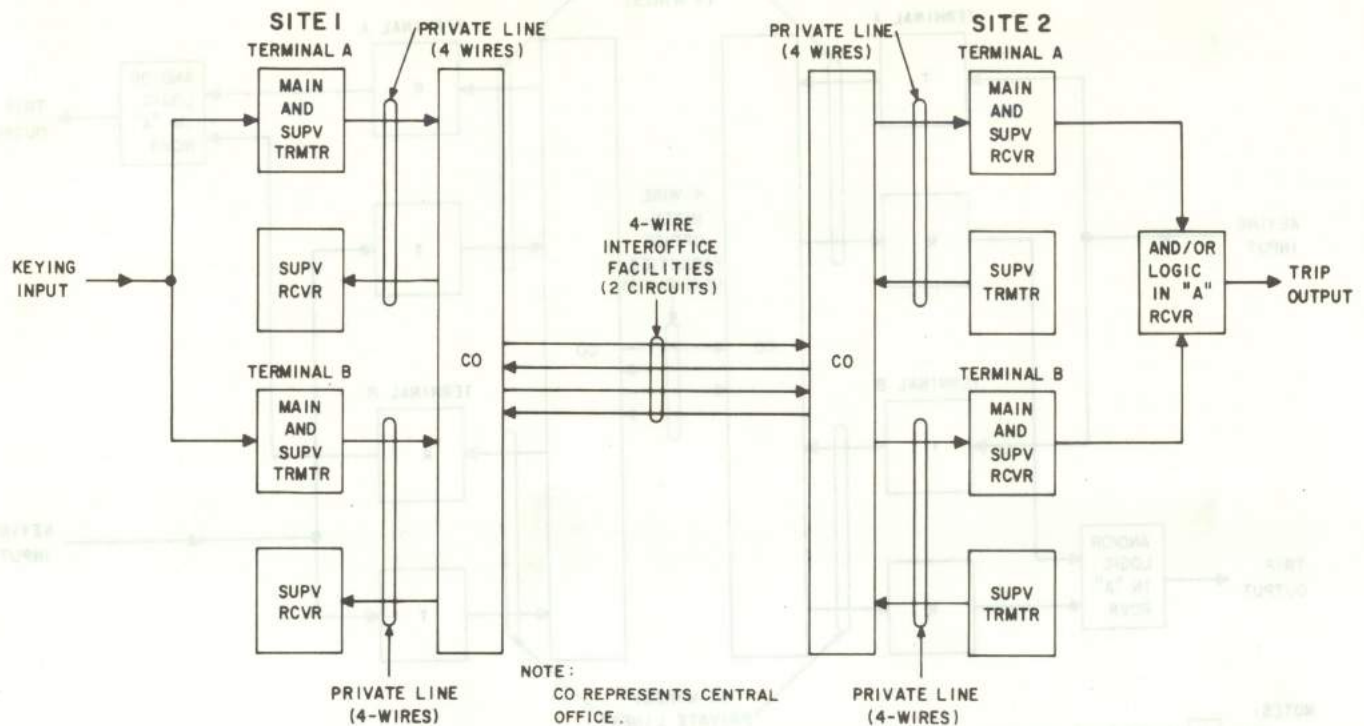 SITE 1
TERMINAL A
PRIVATE LINE
(4 WIRES)
PRIVATE LINE
(4 WIRES)
SITE 2
TERMINAL A
MAIN
AND
SUPV
TRMTR
MAIN
AND
SUPV
RCVR
4-WIRE
INTEROFFICE
FACILITIES
(2 CIRCUITS)
KEYING
INPUT
SUPV
RCVR
SUPV
TRMTR
AND/OR
LOGIC
IN "A"
RCVR
TRIP
OUTPUT
CO
CO
TERMINAL B
MAIN
AND
SUPV
TRMTR
TERMINAL B
MAIN
AND
SUPV
RCVR
SUPV
RCVR
SUPV
TRMTR
PRIVATE LINE
(4-WIRES)
NOTE:
CO REPRESENTS CENTRAL
OFFICE.
PRIVATE LINE
(4-WIRES)